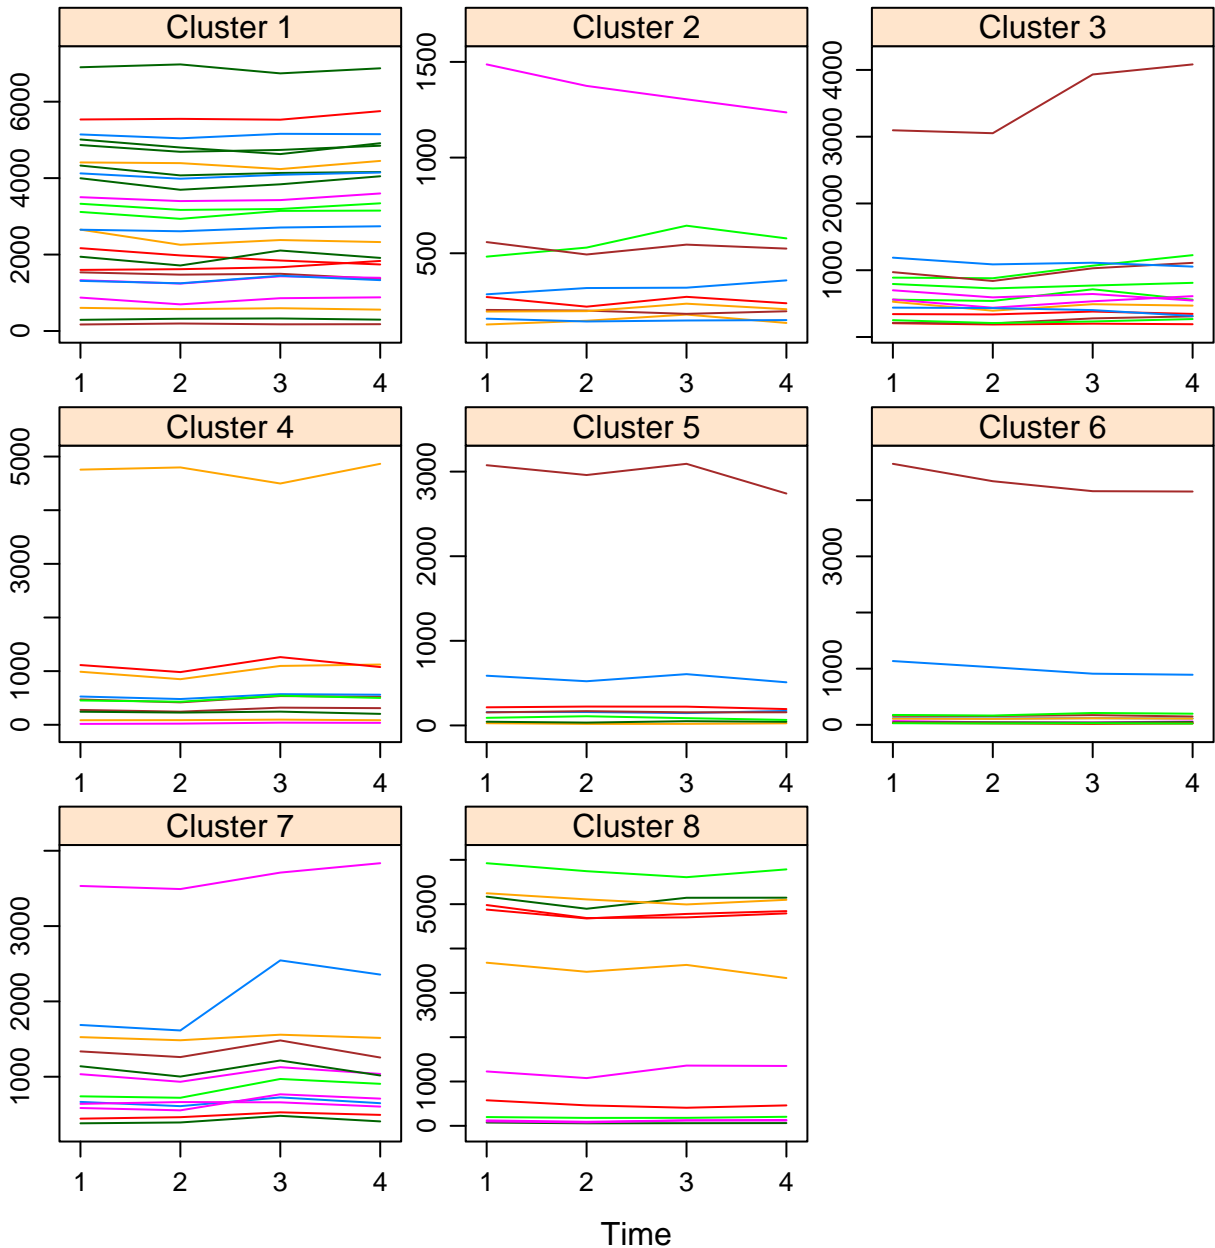 Cluster 1
Cluster 2
Cluster 3
0 2000 4000 6000
500 1000 1500
0 1000 2000 3000 4000
1 2 3 4
1 2 3 4
1 2 3 4
Cluster 4
Cluster 5
Cluster 6
0 1000 3000 5000
0 1000 2000 3000
0 1000 3000
1 2 3 4
1 2 3 4
1 2 3 4
Cluster 7
Cluster 8
1000 2000 3000
0 1000 3000 5000
1 2 3 4
1 2 3 4
Time